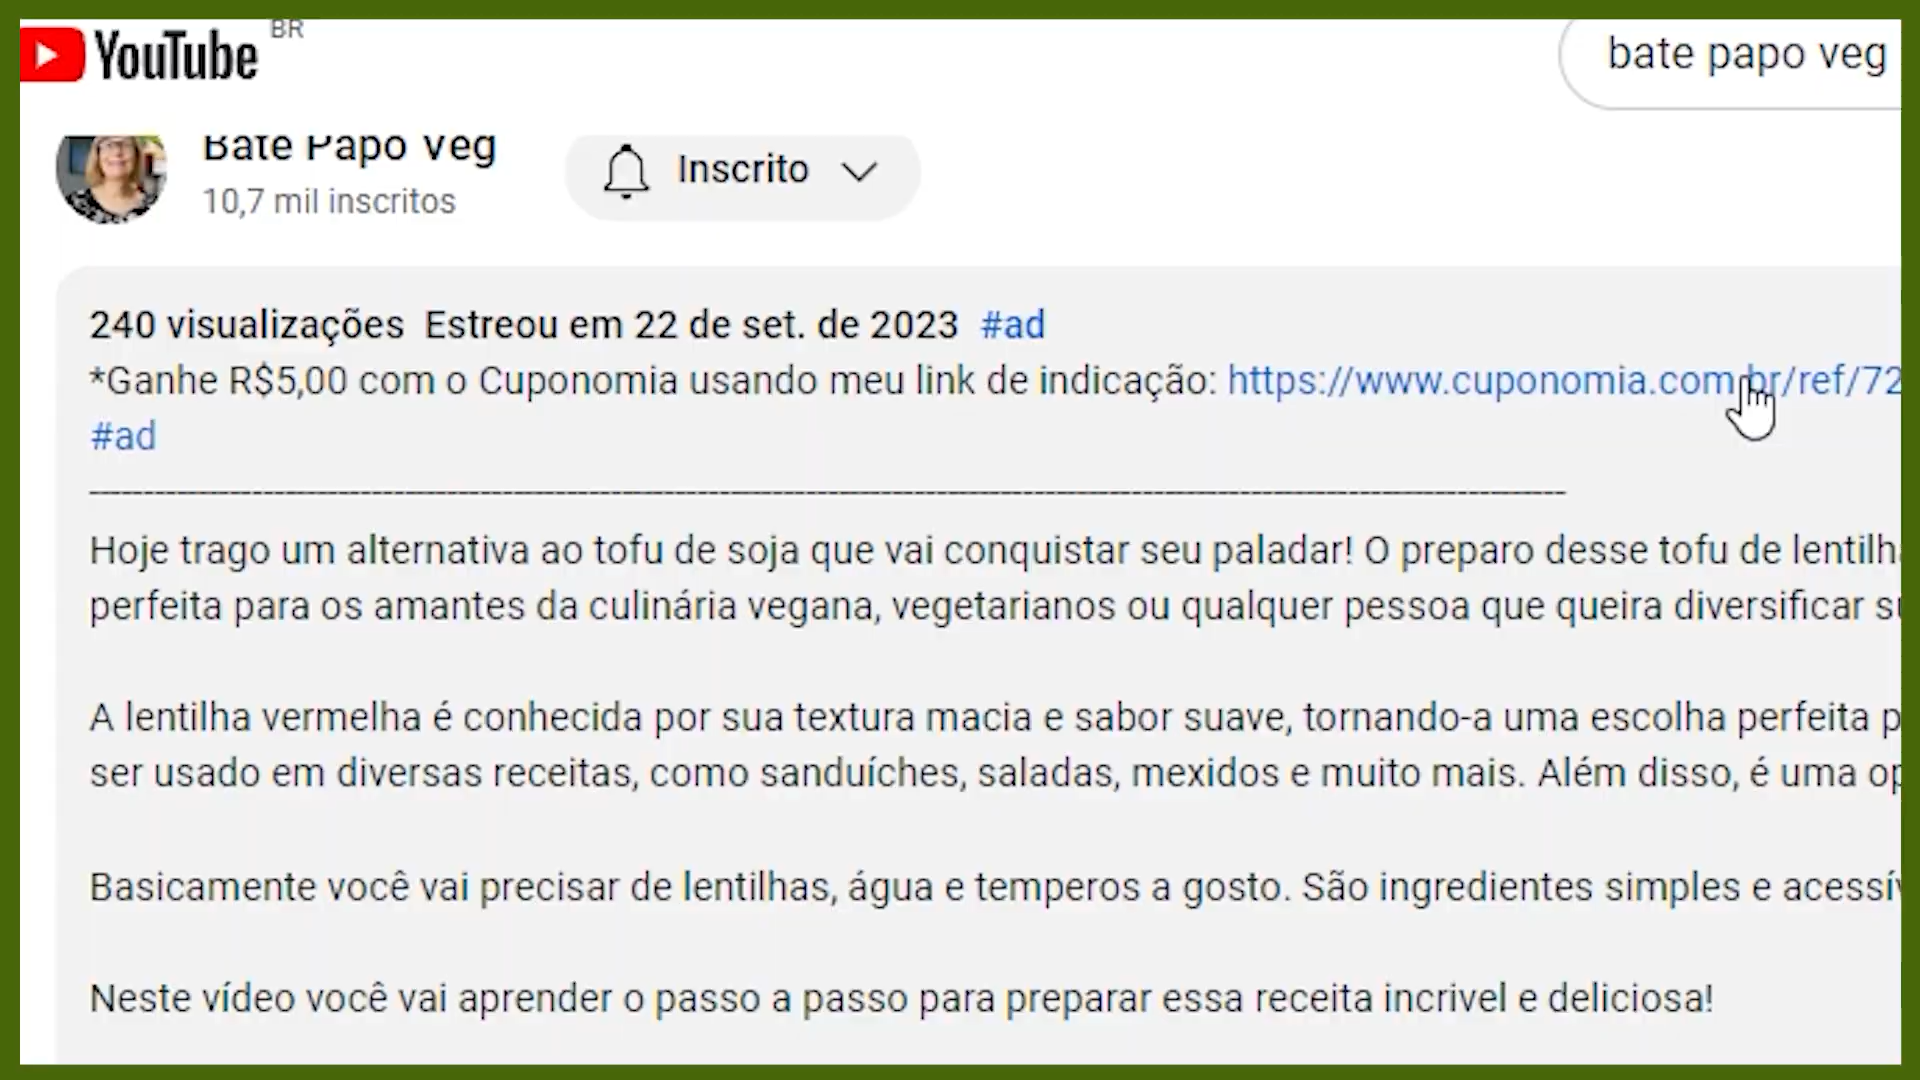 YouTube BR
bate papo veg
Bate Papo Veg
10,7 mil inscritos
Inscrito
240 visualizações Estreou em 22 de set. de 2023 #ad
*Ganhe R$5,00 com o Cuponomia usando meu link de indicação: https://www.cuponomia.com.br/ref/72
#ad
Hoje trago um alternativa ao tofu de soja que vai conquistar seu paladar! O preparo desse tofu de lentilh
perfeita para os amantes da culinária vegana, vegetarianos ou qualquer pessoa que queira diversificar su
A lentilha vermelha é conhecida por sua textura macia e sabor suave, tornando-a uma escolha perfeita p
ser usado em diversas receitas, como sanduíches, saladas, mexidos e muito mais. Além disso, é uma op
Basicamente você vai precisar de lentilhas, água e temperos a gosto. São ingredientes simples e acessív
Neste vídeo você vai aprender o passo a passo para preparar essa receita incrivel e deliciosa!